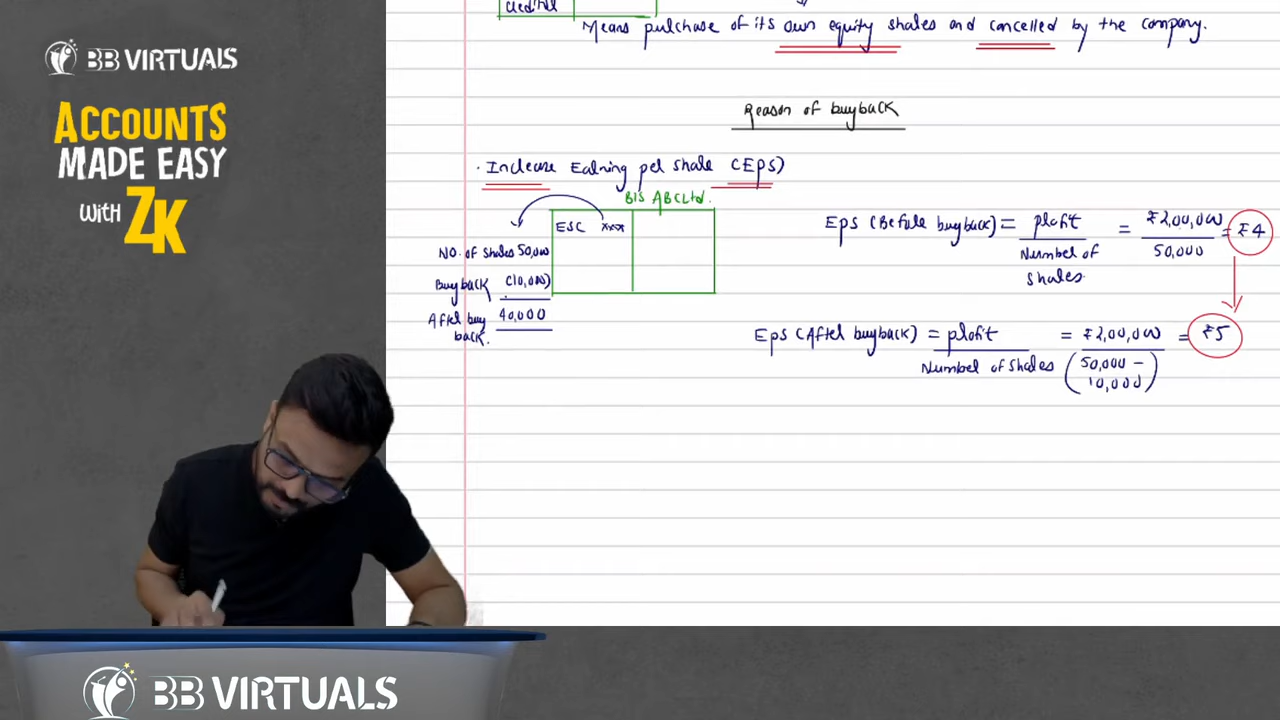 BB VIRTUALS
ACCOUNTS
MADE EASY
WITH ZK
creditor
Means purchase of its own equity shares and cancelled by the company.
Reason of buyback
. Increase Earning per share (EPS)
B/S ABC Ltd.
ESC xxx
NO. of shares 50,000
Buyback (10,000)
After buy back. 40,000
Eps (Before buyback) = profit / Number of shares = ₹2,00,000 / 50,000 = ₹4
Eps (After buyback) = profit / Number of shares = ₹2,00,000 / (50,000 – 10,000) = ₹5
BB VIRTUALS